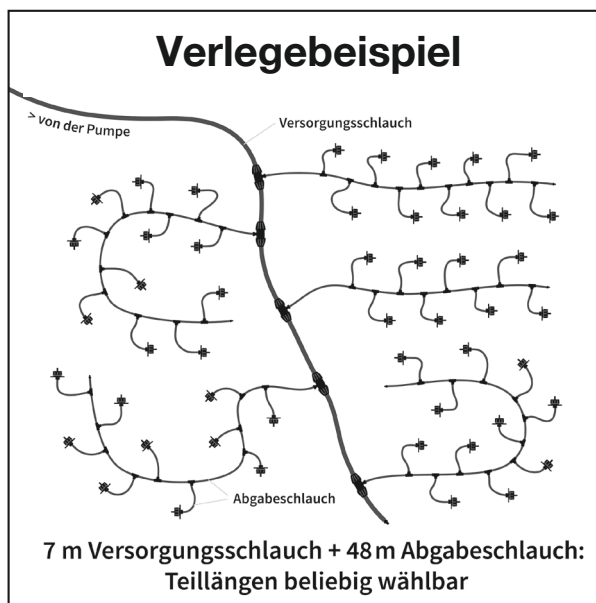 Verlegebeispiel
> von der Pumpe
Versorgungsschlauch
Abgabeschlauch
7 m Versorgungsschlauch + 48 m Abgabeschlauch:
Teillängen beliebig wählbar